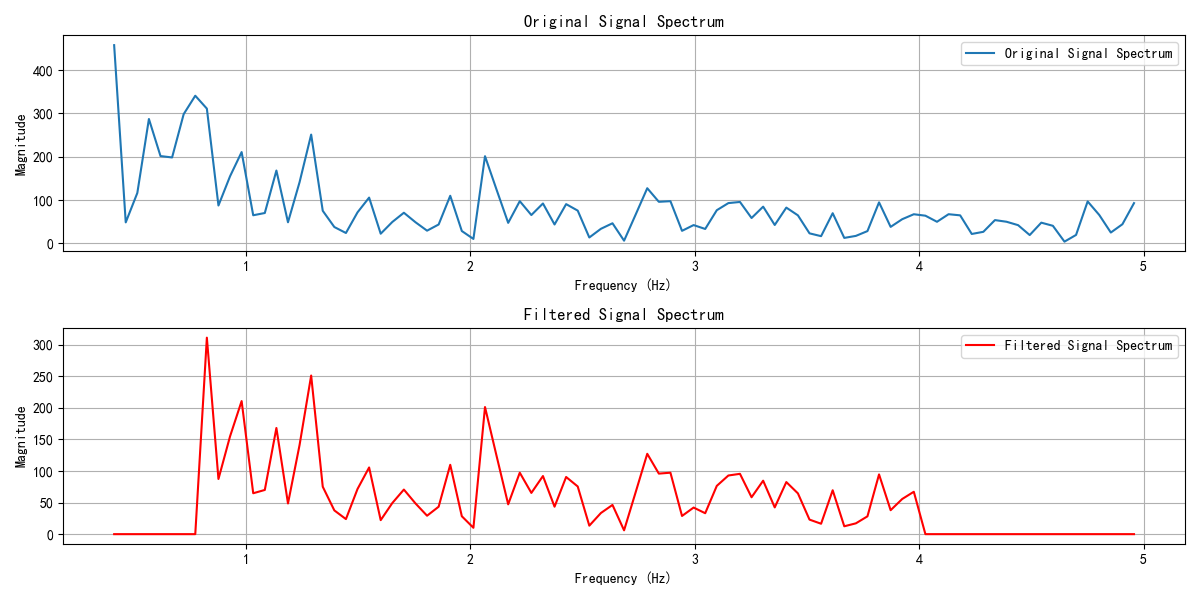 Original Signal Spectrum
Original Signal Spectrum
Magnitude
400
300
200
100
0
1 2 3 4 5
Frequency (Hz)
Filtered Signal Spectrum
Filtered Signal Spectrum
Magnitude
300
250
200
150
100
50
0
1 2 3 4 5
Frequency (Hz)